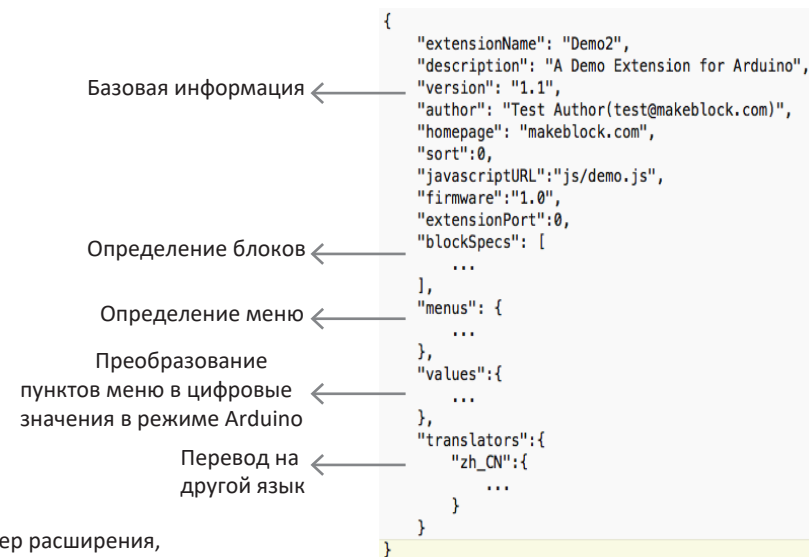 {
"extensionName": "Demo2",
"description": "A Demo Extension for Arduino",
Базовая информация
"version": "1.1",
"author": "Test Author(test@makeblock.com)",
"homepage": "makeblock.com",
"sort":0,
"javascriptURL":"js/demo.js",
"firmware":"1.0",
"extensionPort":0,
Определение блоков
"blockSpecs": [
...
],
Определение меню
"menus": {
...
},
Преобразование
пунктов меню в цифровые
значения в режиме Arduino
"values":{
...
},
"translators":{
Перевод на
другой язык
"zh_CN":{
...
}
}
}
расширения,